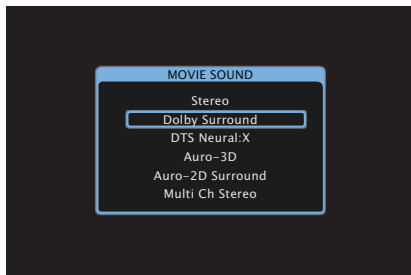 MOVIE SOUND
Stereo
Dolby Surround
DTS Neural:X
Auro-3D
Auro-2D Surround
Multi Ch Stereo